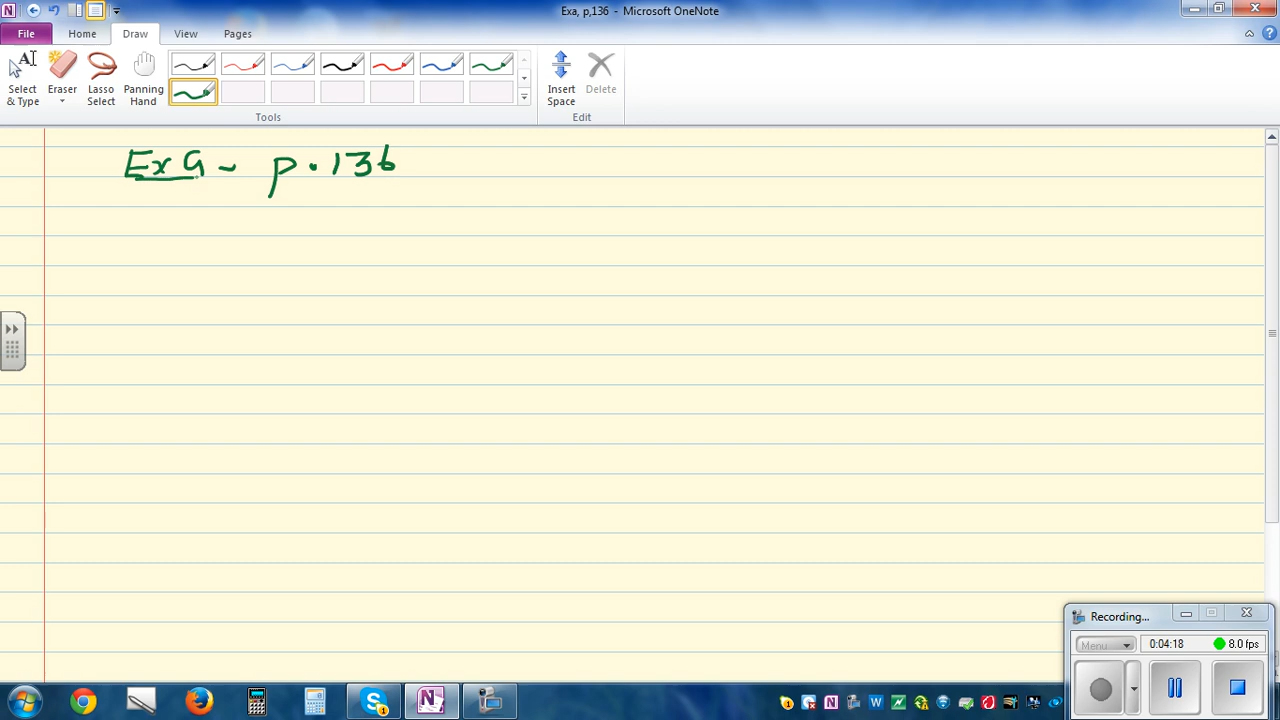 Exa, p,136 - Microsoft OneNote
File Home Draw View Pages
Select & Type
Eraser
Lasso Select
Panning Hand
Insert Space
Delete
Tools
Edit
Ex G - p.136
Recording...
Menu
0:04:18
8.0 fps